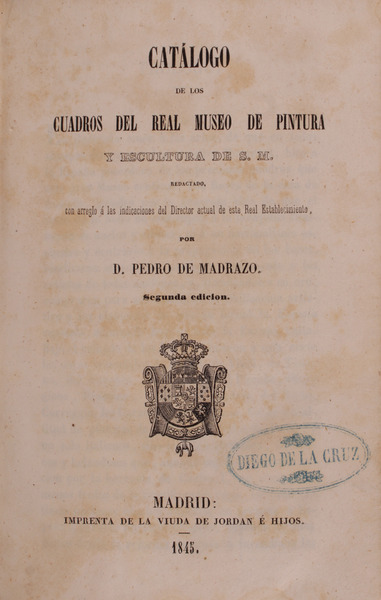 CATÁLOGO
DE LOS
CUADROS DEL REAL MUSEO DE PINTURA
Y ESCULTURA DE S. M.
REDACTADO,
con arreglo á las indicaciones del Director actual de este Real Establecimiento,
POR
D. PEDRO DE MADRAZO.
Segunda edicion.
DIEGO DE LA CRUZ
MADRID:
IMPRENTA DE LA VIUDA DE JORDAN É HIJOS.
1845.